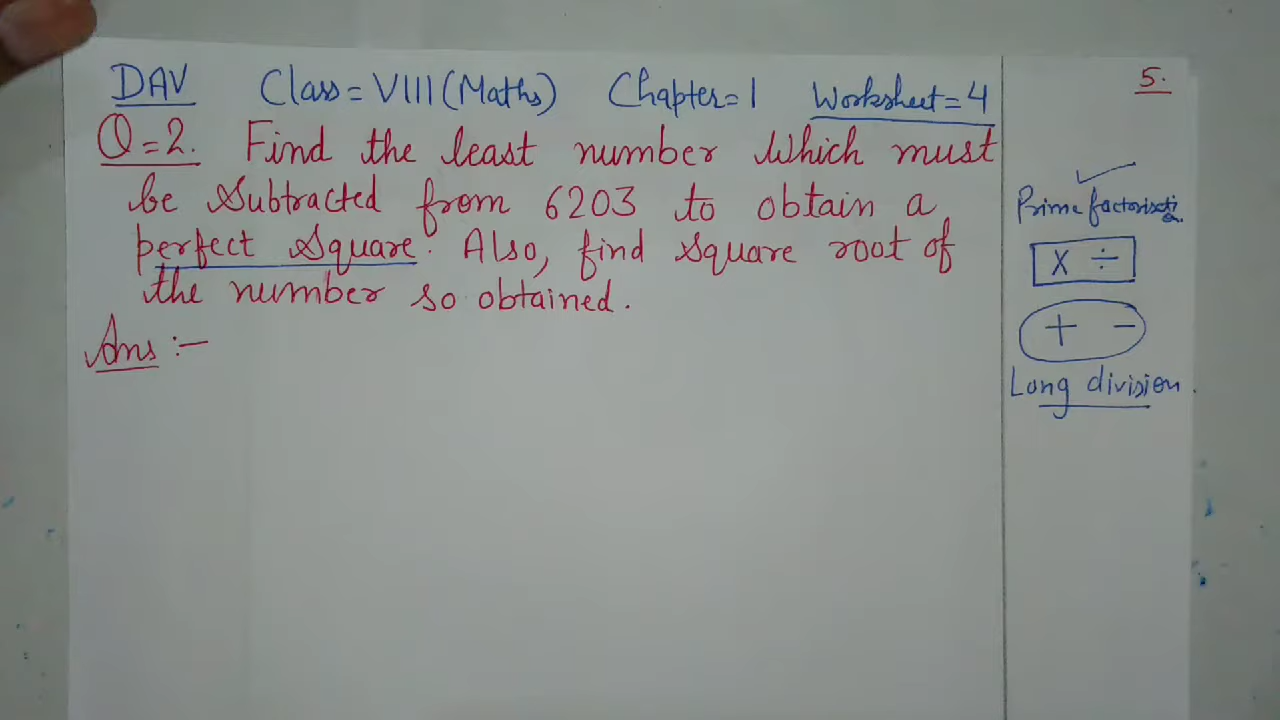 DAV Class = VIII (Maths) Chapter = 1 Worksheet = 4
Q = 2. Find the least number which must
be subtracted from 6203 to obtain a
perfect square. Also, find square root of
the number so obtained.
Ans :-
5.
Prime factorisation
x ÷
+ -
Long division.